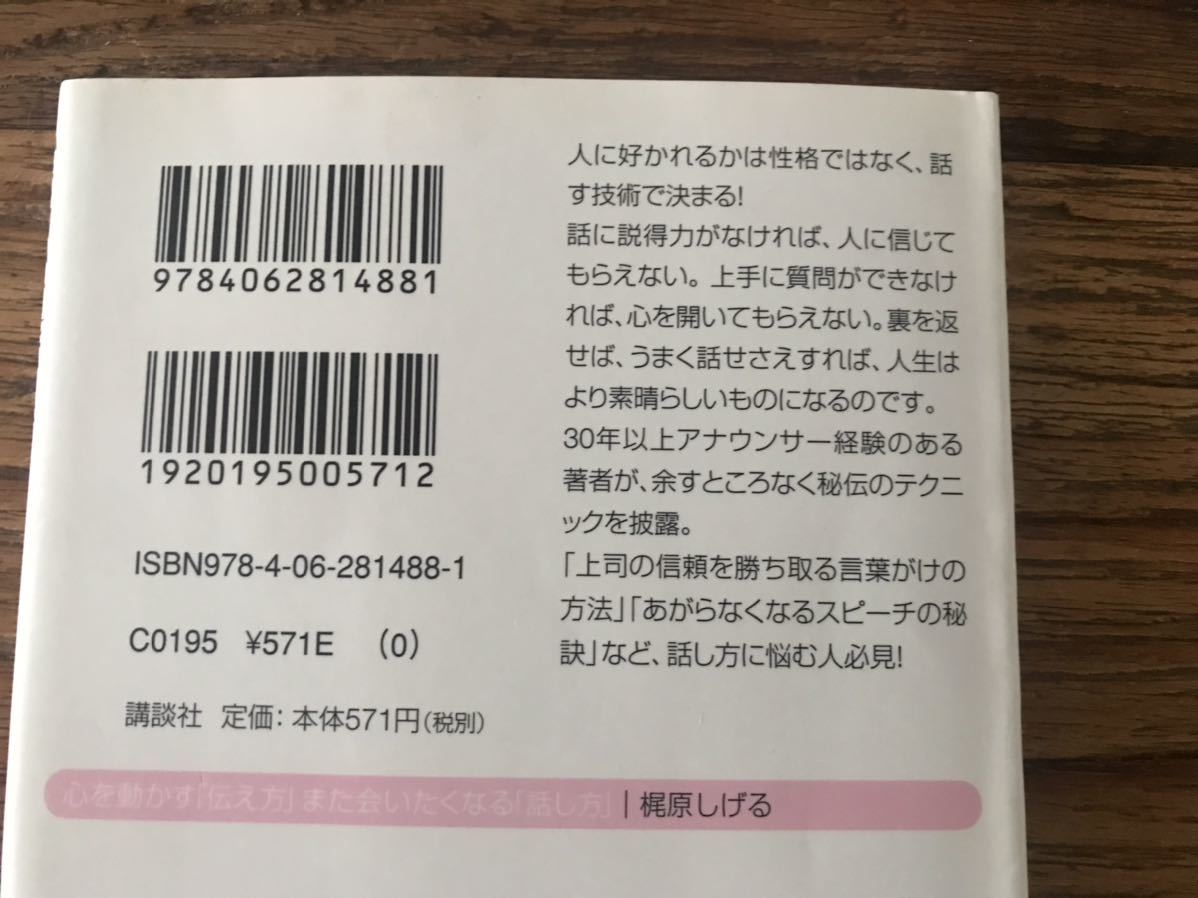 9784062814881
1920195005712
ISBN978-4-06-281488-1
C0195 ¥571E (0)
講談社 定価：本体571円(税別)
人に好かれるかは性格ではなく、話
す技術で決まる!
話に説得力がなければ、人に信じて
もらえない。上手に質問ができなけ
れば、心を開いてもらえない。裏を返
せば、うまく話せさえすれば、人生は
より素晴らしいものになるのです。
30年以上アナウンサー経験のある
著者が、余すところなく秘伝のテクニ
ックを披露。
「上司の信頼を勝ち取る言葉がけの
方法」「あがらなくなるスピーチの秘
訣」など、話し方に悩む人必見!
心を動かす「伝え方」また会いたくなる「話し方」|梶原しげる